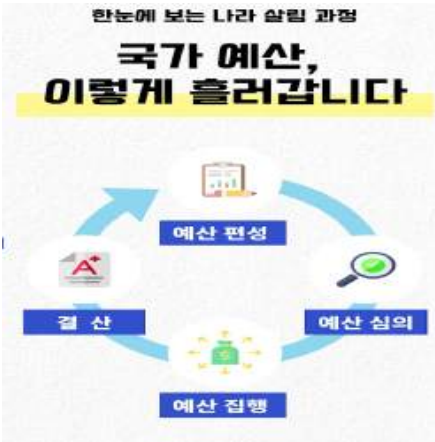 한눈에 보는 나라 살림 과정
국가 예산,
이렇게 흘러갑니다
예산 편성
A+
결 산
예산 심의
$
예산 집행